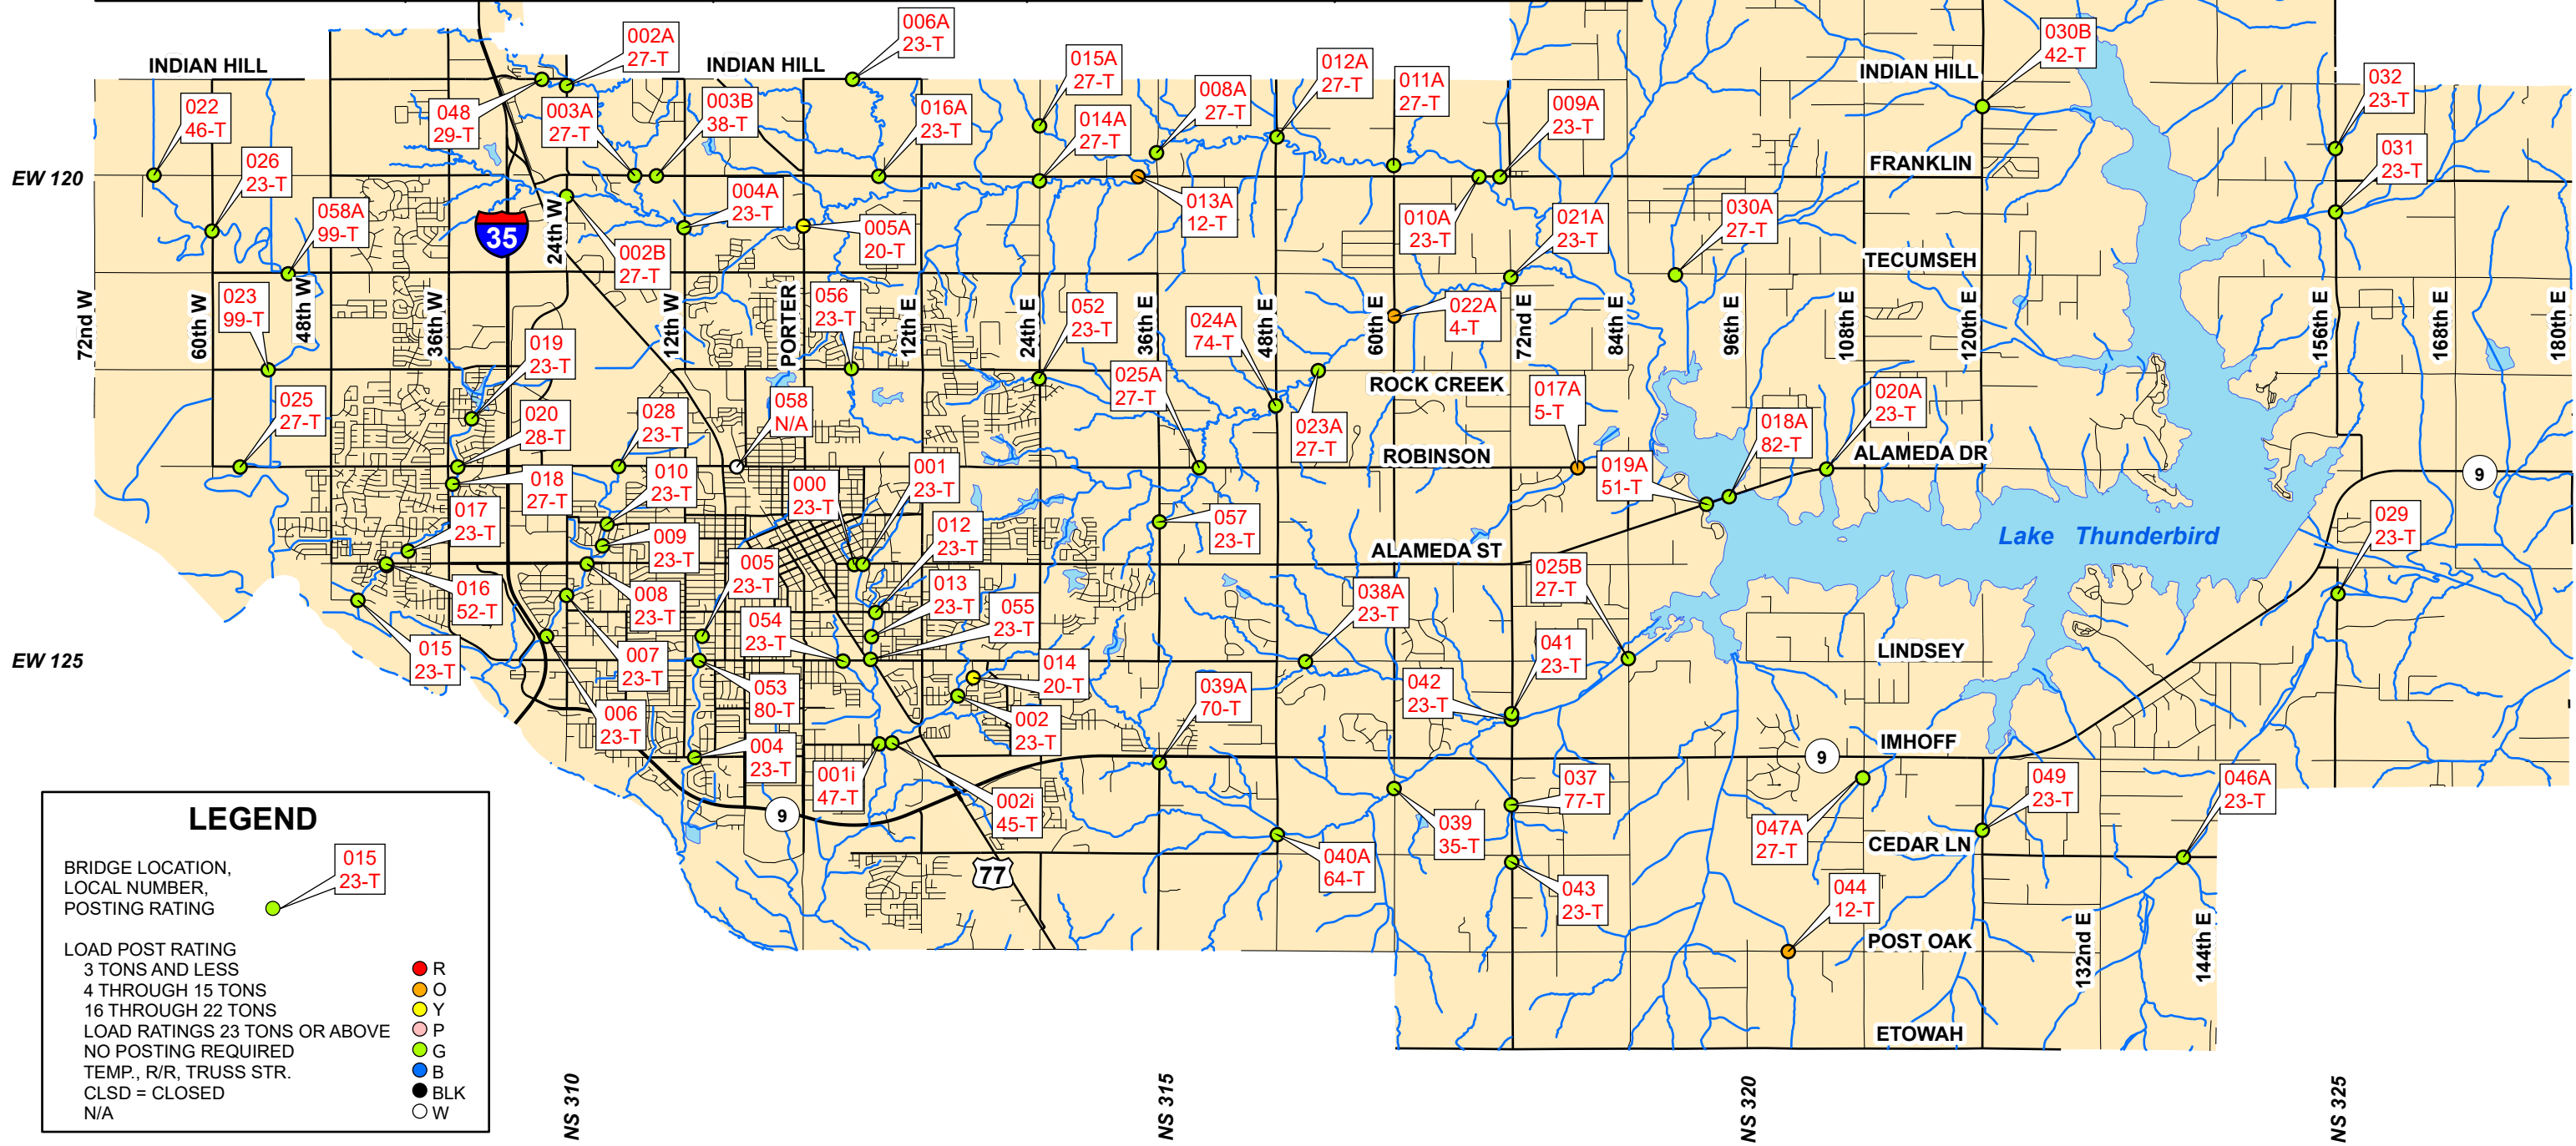 006A
23-T
002A
27-T
030B
42-T
INDIAN HILL
INDIAN HILL
015A
27-T
012A
27-T
011A
27-T
INDIAN HILL
032
23-T
022
46-T
048
29-T
003A
27-T
003B
38-T
016A
23-T
014A
27-T
008A
27-T
009A
23-T
026
23-T
031
23-T
FRANKLIN
EW 120
058A
99-T
35
24th W
004A
23-T
005A
20-T
013A
12-T
010A
23-T
021A
23-T
030A
27-T
002B
27-T
TECUMSEH
72nd W
60th W
48th W
36th W
12th W
PORTER
12th E
24th E
36th E
48th E
60th E
72nd E
84th E
96th E
108th E
120th E
156th E
168th E
180th E
023
99-T
056
23-T
052
23-T
024A
74-T
022A
4-T
019
23-T
025A
27-T
ROCK CREEK
017A
5-T
020A
23-T
025
27-T
020
28-T
028
23-T
058
N/A
023A
27-T
018A
82-T
ROBINSON
ALAMEDA DR
019A
51-T
9
018
27-T
010
23-T
000
23-T
001
23-T
017
23-T
009
23-T
012
23-T
057
23-T
029
23-T
Lake Thunderbird
ALAMEDA ST
016
52-T
008
23-T
005
23-T
013
23-T
055
23-T
038A
23-T
025B
27-T
054
23-T
015
23-T
007
23-T
EW 125
LINDSEY
014
20-T
041
23-T
042
23-T
053
80-T
039A
70-T
006
23-T
002
23-T
004
23-T
IMHOFF
9
001i
47-T
002i
45-T
9
037
77-T
049
23-T
046A
23-T
039
35-T
047A
27-T
CEDAR LN
040A
64-T
77
043
23-T
044
12-T
POST OAK
132nd E
144th E
ETOWAH
LEGEND
BRIDGE LOCATION,
LOCAL NUMBER,
POSTING RATING
015
23-T
LOAD POST RATING
3 TONS AND LESS R
4 THROUGH 15 TONS O
16 THROUGH 22 TONS Y
LOAD RATINGS 23 TONS OR ABOVE P
NO POSTING REQUIRED G
TEMP., R/R, TRUSS STR. B
CLSD = CLOSED BLK
N/A W
NS 310
NS 315
NS 320
NS 325